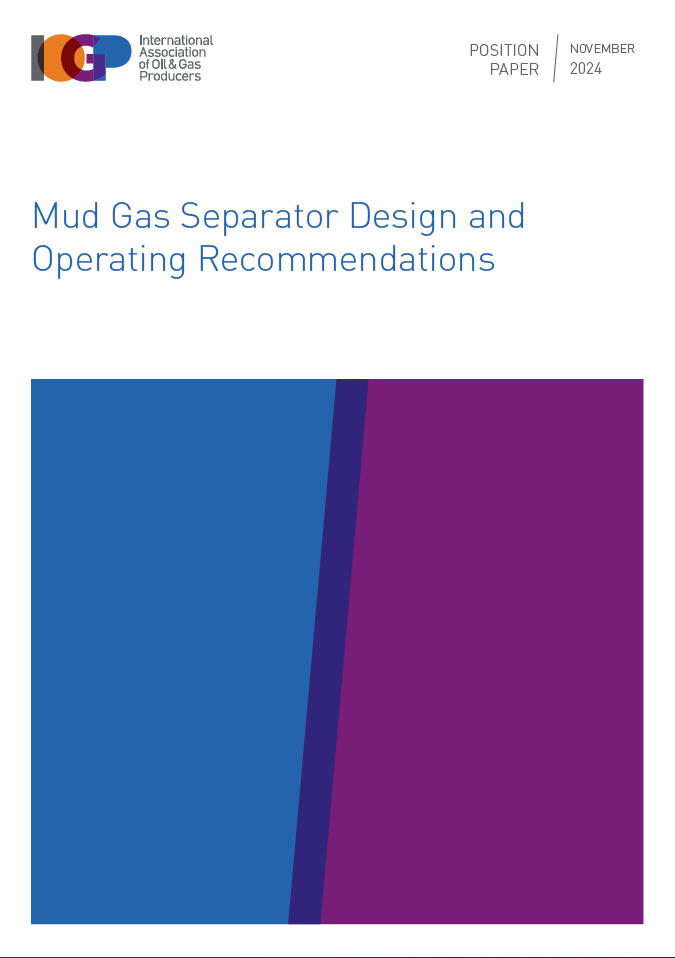 IOGP
International
Association
of Oil & Gas
Producers
POSITION
PAPER
NOVEMBER
2024
Mud Gas Separator Design and
Operating Recommendations